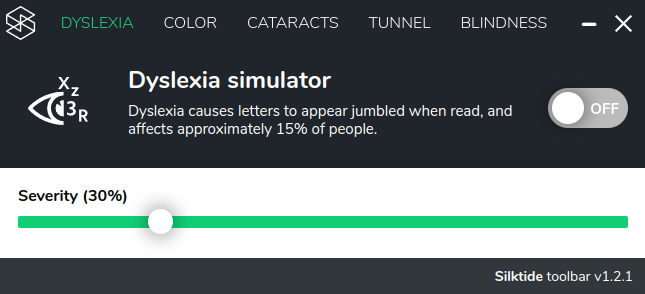 DYSLEXIA COLOR CATARACTS TUNNEL BLINDNESS
Dyslexia simulator
Dyslexia causes letters to appear jumbled when read, and
affects approximately 15% of people.
OFF
X
z
3
R
Severity (30%)
Silktide toolbar v1.2.1